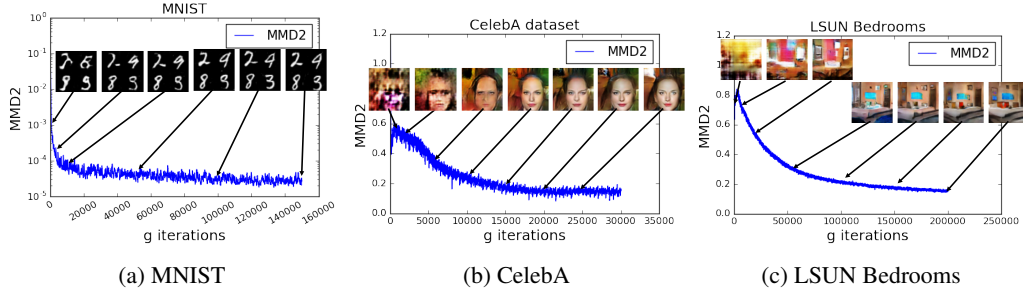 MNIST
MMD2
10^0
10^-1
10^-2
10^-3
10^-4
10^-5
MMD2
0
20000
40000
60000
80000
100000
120000
140000
160000
g iterations
(a) MNIST
CelebA dataset
MMD2
1.2
1.0
0.6
0.4
0.2
0.0
MMD2
0
5000
10000
15000
20000
25000
30000
35000
g iterations
(b) CelebA
LSUN Bedrooms
MMD2
1.2
0.8
0.6
0.4
0.2
0.0
MMD2
0
50000
100000
150000
200000
250000
g iterations
(c) LSUN Bedrooms